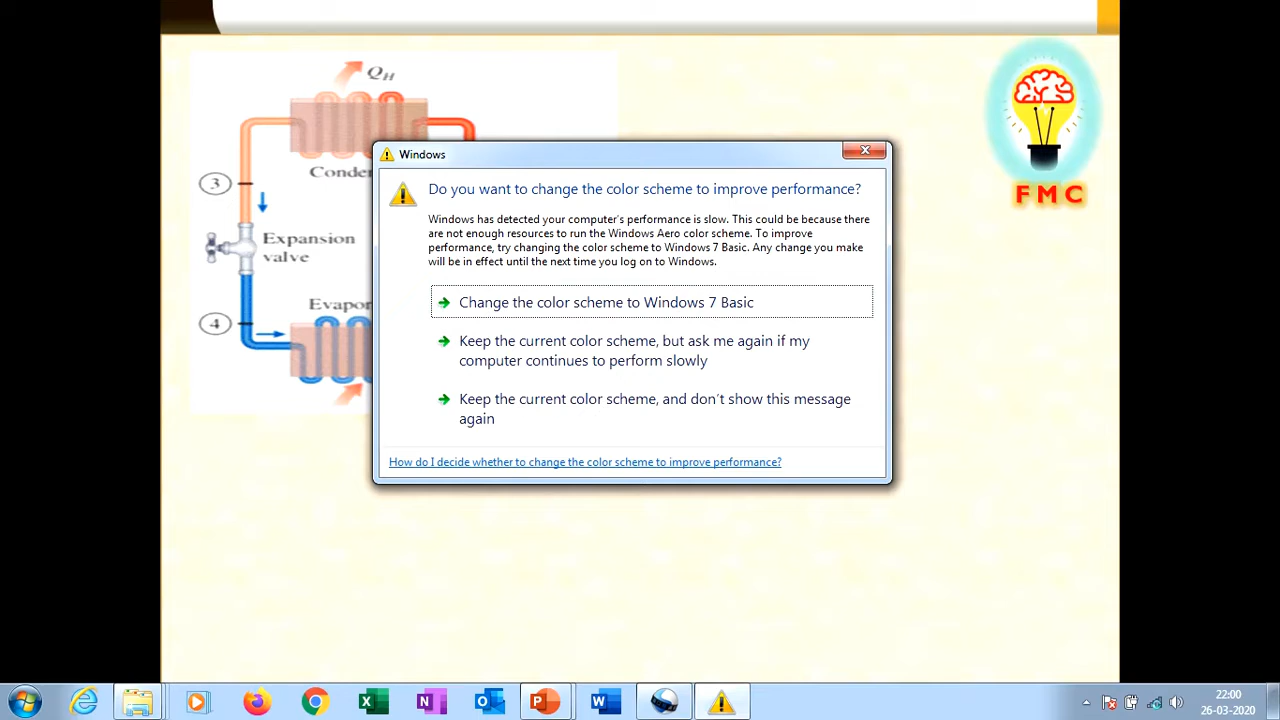 QH
Conde
3
Expansion
valve
4
Evapor
FMC
Windows
Do you want to change the color scheme to improve performance?
Windows has detected your computer's performance is slow. This could be because there
are not enough resources to run the Windows Aero color scheme. To improve
performance, try changing the color scheme to Windows 7 Basic. Any change you make
will be in effect until the next time you log on to Windows.
Change the color scheme to Windows 7 Basic
Keep the current color scheme, but ask me again if my
computer continues to perform slowly
Keep the current color scheme, and don't show this message
again
How do I decide whether to change the color scheme to improve performance?
22:00
26-03-2020